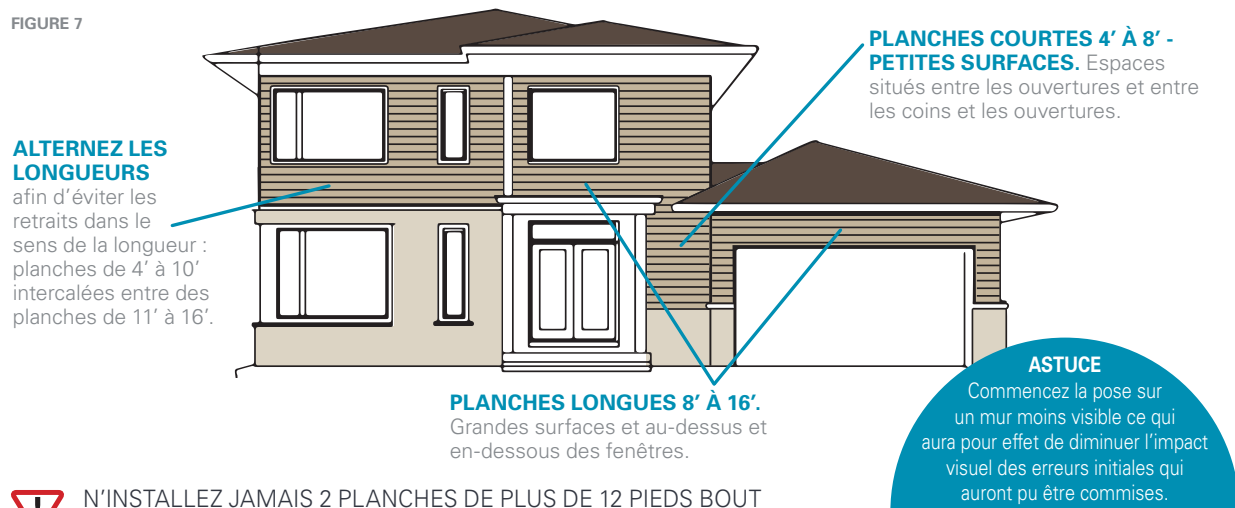 FIGURE 7
PLANCHES COURTES 4’ À 8’ -
PETITES SURFACES. Espaces
situés entre les ouvertures et entre
les coins et les ouvertures.
ALTERNEZ LES
LONGUEURS
afin d’éviter les
retraits dans le
sens de la longueur :
planches de 4’ à 10’
intercalées entre des
planches de 11’ à 16’.
PLANCHES LONGUES 8’ À 16’.
Grandes surfaces et au-dessus et
en-dessous des fenêtres.
ASTUCE
Commencez la pose sur
un mur moins visible ce qui
aura pour effet de diminuer l’impact
visuel des erreurs initiales qui
auront pu être commises.
N’INSTALLEZ JAMAIS 2 PLANCHES DE PLUS DE 12 PIEDS BOUT